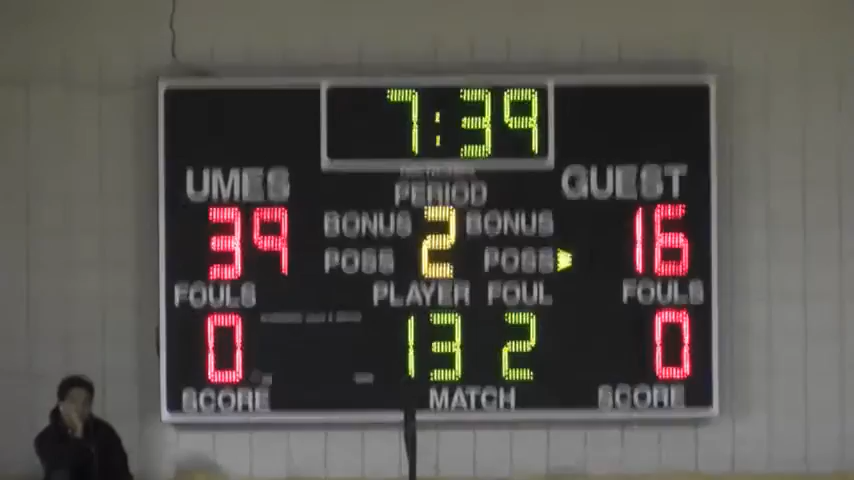 7:39
UMES GUEST
PERIOD
39 BONUS 2 BONUS 16
POSS POSS
FOULS PLAYER FOUL FOULS
0 13 2 0
SCORE MATCH SCORE